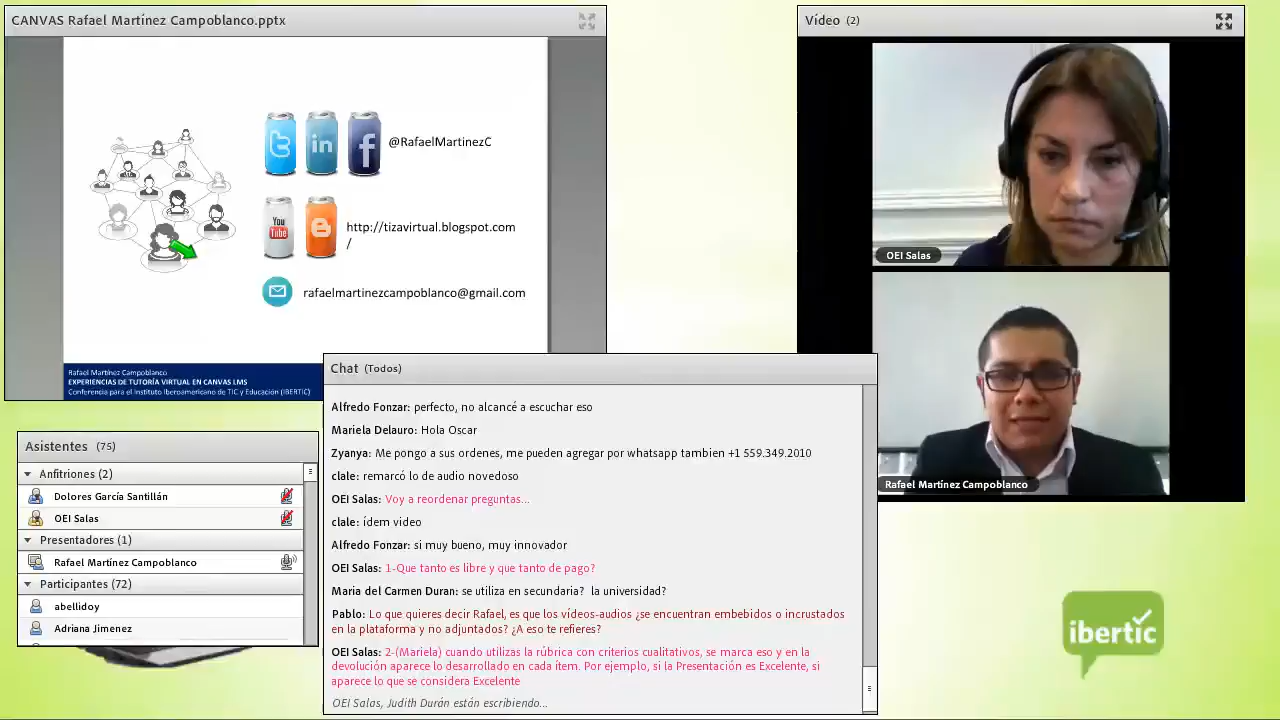 CANVAS Rafael Martínez Campoblanco.pptx
in
f
@RafaelMartinezC
You
Tube
http://tizavirtual.blogspot.com
/
rafaelmartinezcampoblanco@gmail.com
Rafael Martínez Campoblanco
EXPERIENCIAS DE TUTORÍA VIRTUAL EN CANVAS LMS
Conferencia para el Instituto Iberoamericano de TIC y Educación (IBERTIC)
Vídeo (2)
OEI Salas
Rafael Martínez Campoblanco
Asistentes (75)
Anfitriones (2)
Dolores García Santillán
OEI Salas
Presentadores (1)
Rafael Martínez Campoblanco
Participantes (72)
abellidoy
Adriana Jimenez
Chat (Todos)
Alfredo Fonzar: perfecto, no alcancé a escuchar eso
Mariela Delauro: Hola Oscar
Zyanya: Me pongo a sus ordenes, me pueden agregar por whatsapp tambien +1 559.349.2010
clale: remarcó lo de audio novedoso
OEI Salas: Voy a reordenar preguntas...
clale: ídem video
Alfredo Fonzar: si muy bueno, muy innovador
OEI Salas: 1-Que tanto es libre y que tanto de pago?
Maria del Carmen Duran: se utiliza en secundaria? la universidad?
Pablo: Lo que quieres decir Rafael, es que los vídeos-audios ¿se encuentran embebidos o incrustados
en la plataforma y no adjuntados? ¿A eso te refieres?
OEI Salas: 2-(Mariela) cuando utilizas la rúbrica con criterios cualitativos, se marca eso y en la
devolución aparece lo desarrollado en cada ítem. Por ejemplo, si la Presentación es Excelente, si
aparece lo que se considera Excelente
OEI Salas, Judith Durán están escribiendo...
ibertic